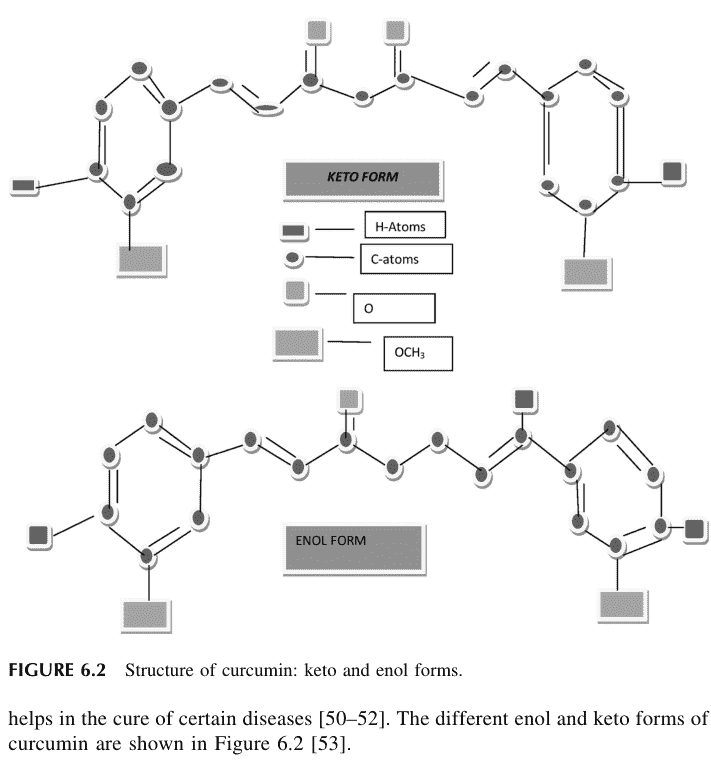 KETO FORM
H-Atoms
C-atoms
O
OCH₃
ENOL FORM
FIGURE 6.2 Structure of curcumin: keto and enol forms.
helps in the cure of certain diseases [50–52]. The different enol and keto forms of
curcumin are shown in Figure 6.2 [53].